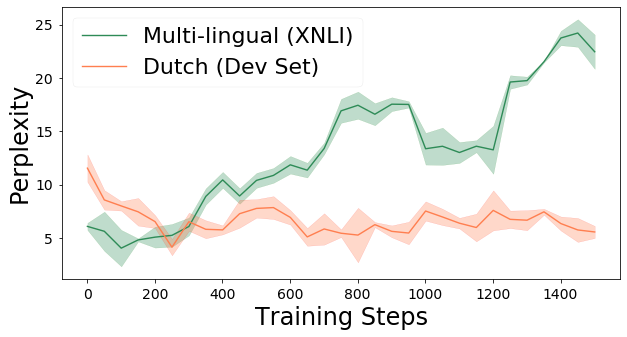 Multi-lingual (XNLI)
Dutch (Dev Set)
Perplexity
25
20
15
10
5
0 200 400 600 800 1000 1200 1400
Training Steps